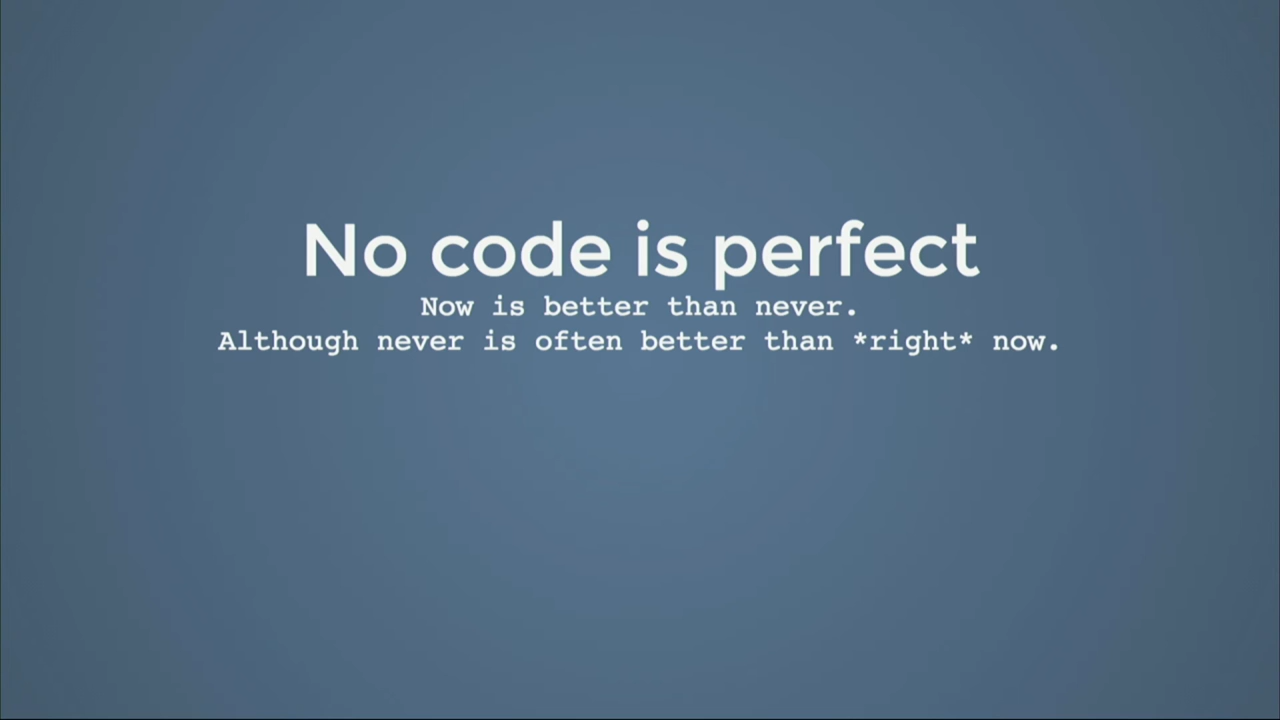 No code is perfect
Now is better than never.
Although never is often better than *right* now.